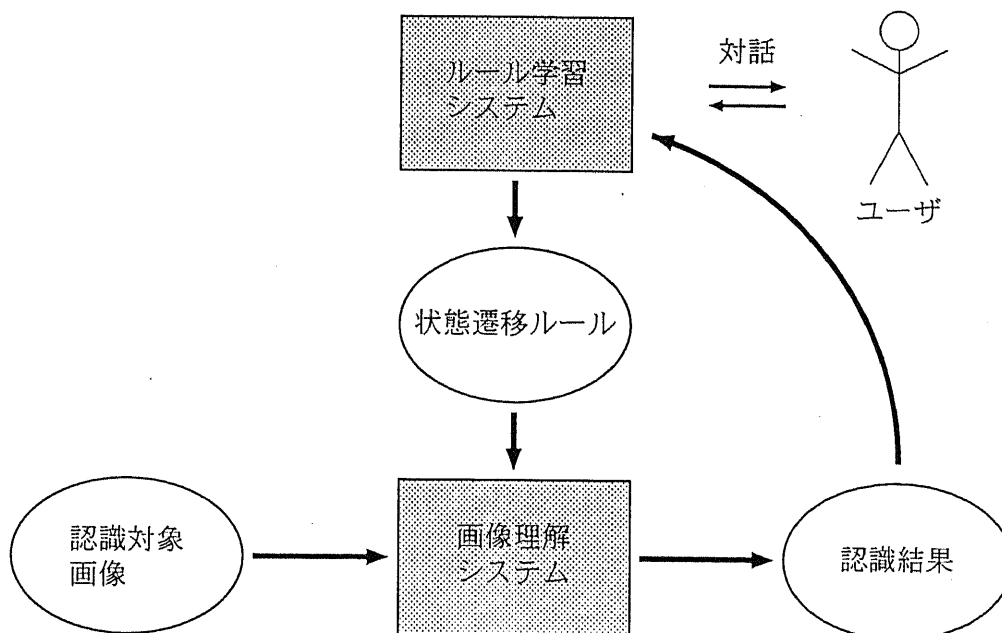 ルール学習
システム
対話
ユーザ
状態遷移ルール
認識対象
画像
画像理解
システム
認識結果